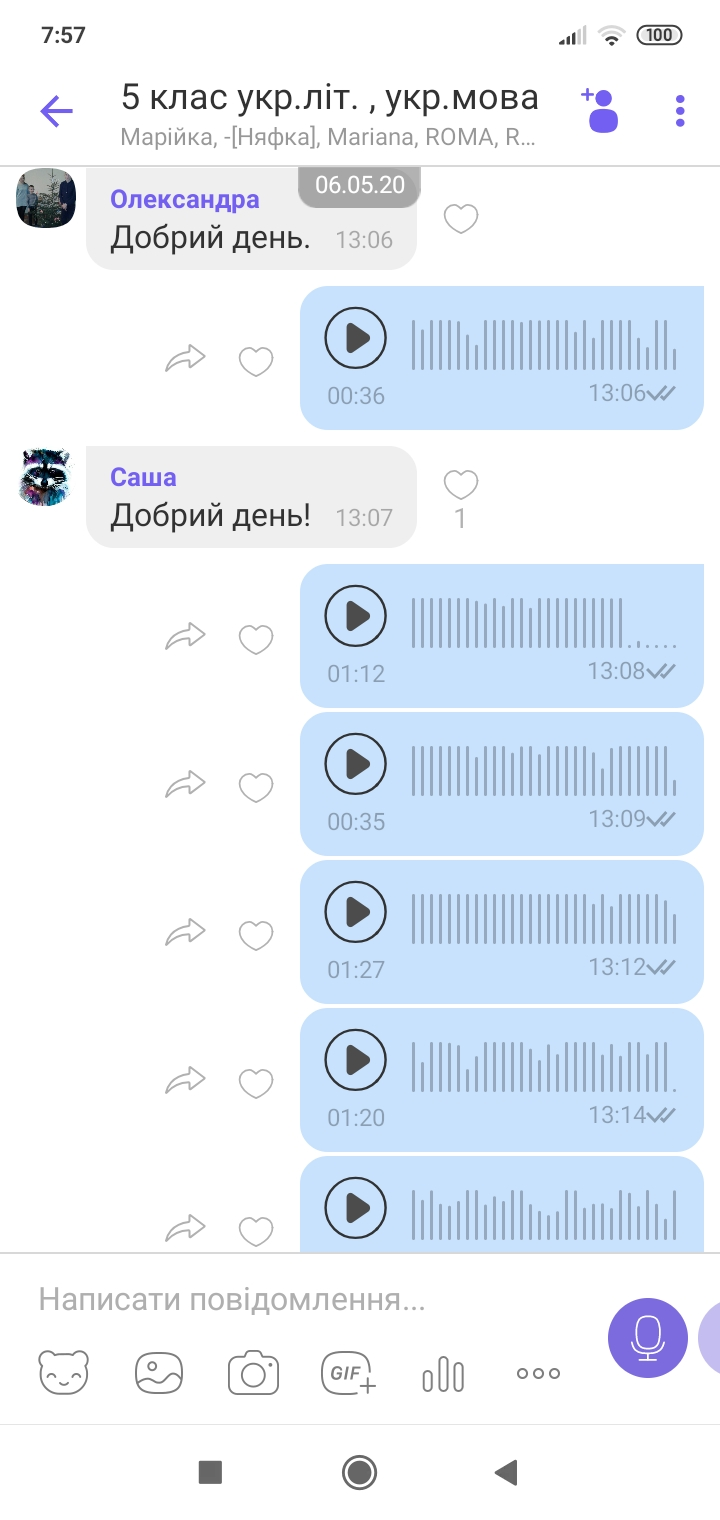 7:57
100
5 клас укр.літ. , укр.мова
Марійка, -[Няфка], Mariana, ROMA, R...
06.05.20
Олександра
Добрий день. 13:06
00:36 13:06
Саша
Добрий день! 13:07
1
01:12 13:08
00:35 13:09
01:27 13:12
01:20 13:14
Написати повідомлення...
GIF